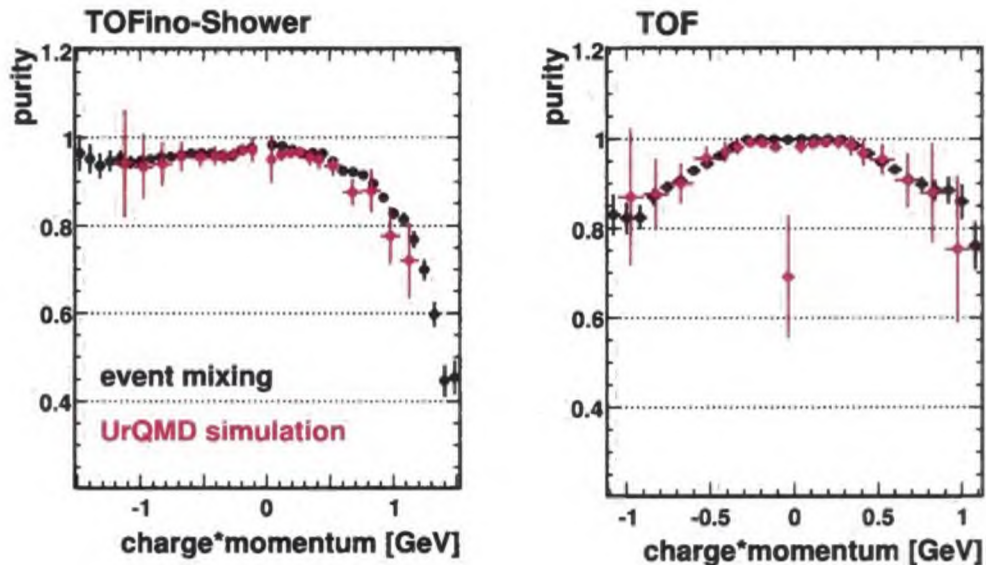 TOFino-Shower
purity
1.2
1
0.8
0.6
0.4
event mixing
UrQMD simulation
-1
0
1
charge*momentum [GeV]
TOF
purity
1.2
1
0.8
0.6
0.4
-1
-0.5
0
0.5
1
charge*momentum [GeV]